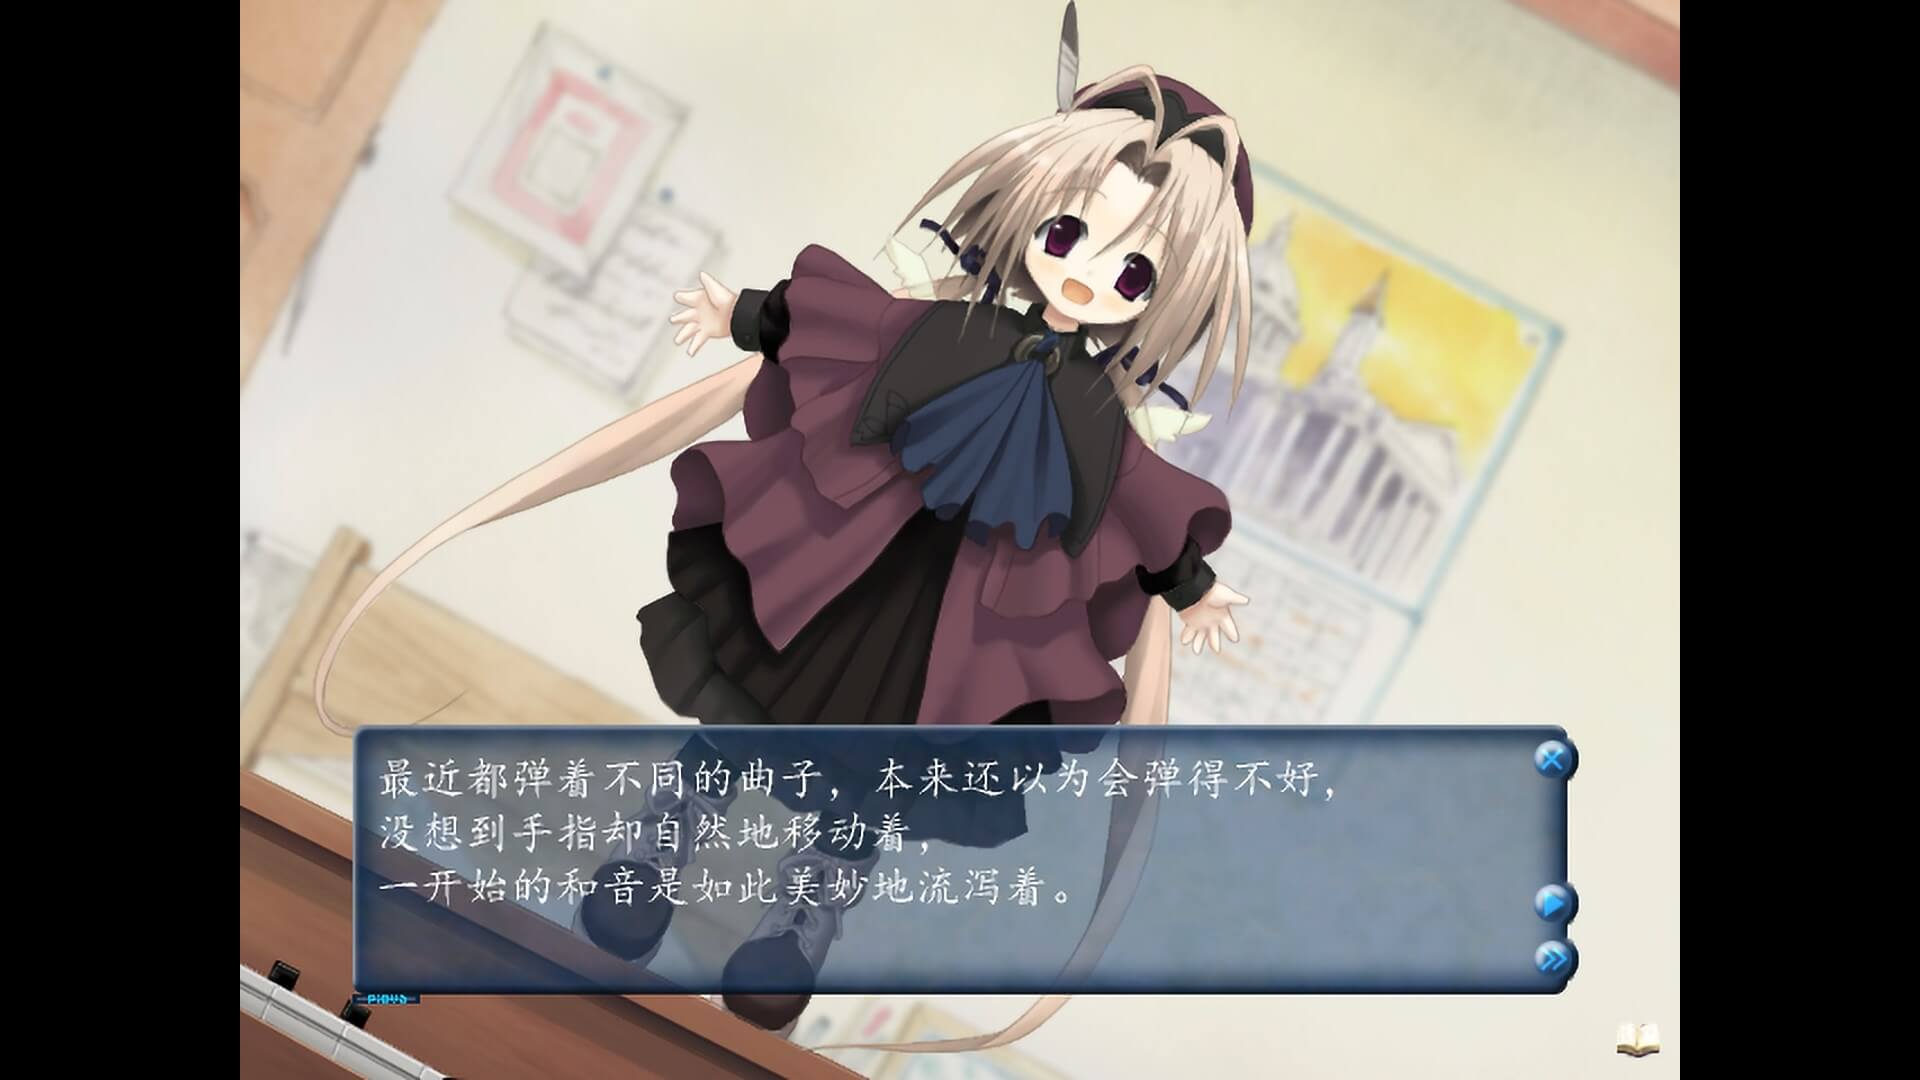 最近都弹着不同的曲子，本来还以为会弹得不好，
没想到手指却自然地移动着，
一开始的和音是如此美妙地流泻着。